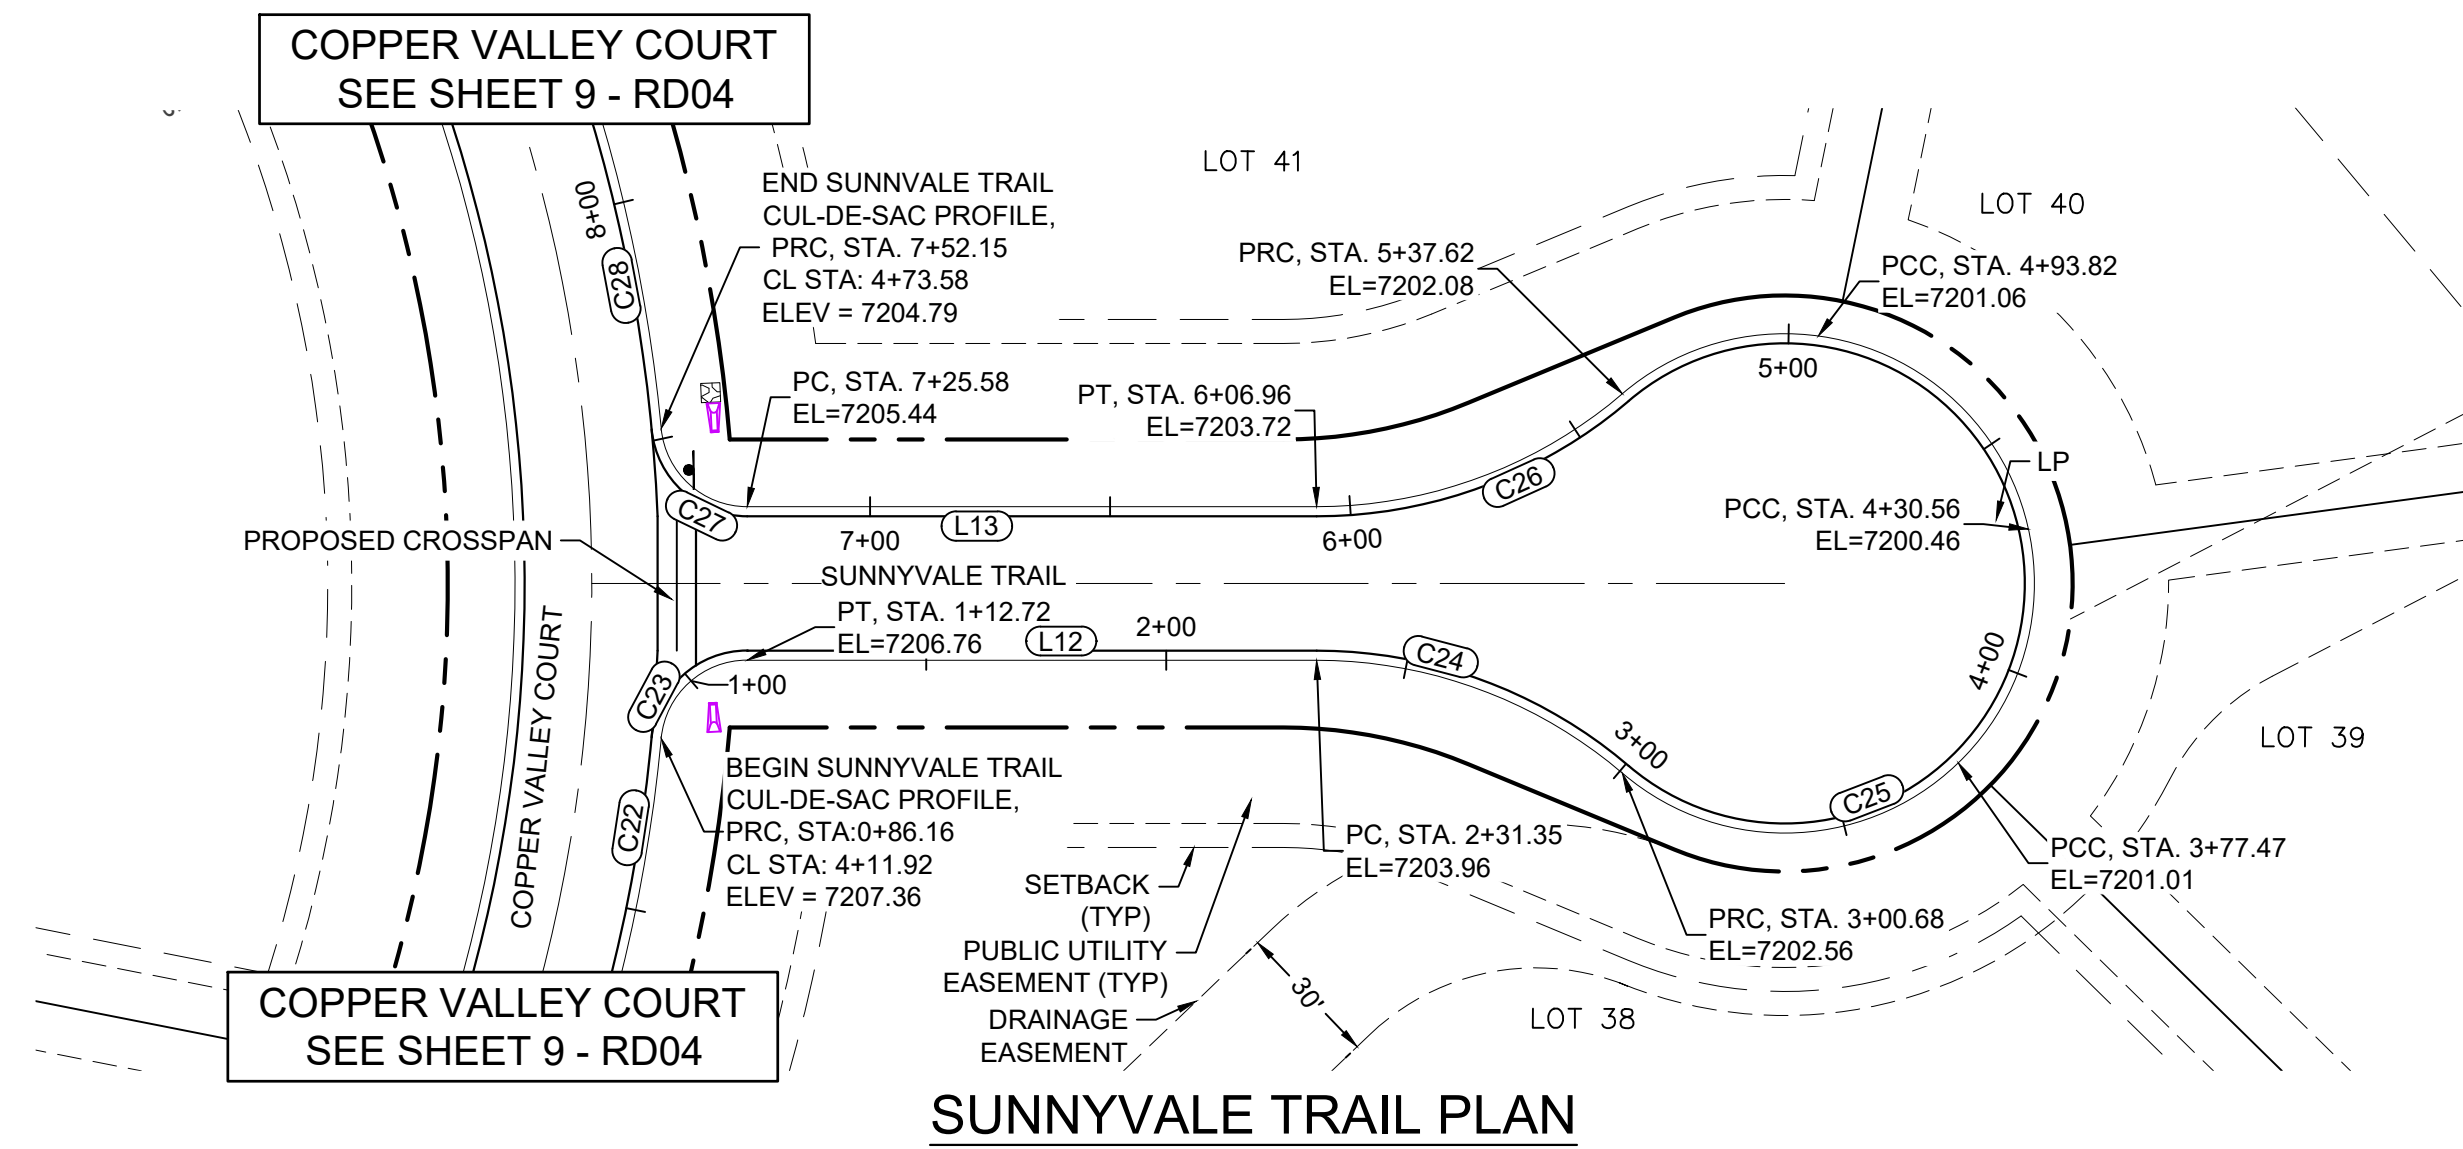 COPPER VALLEY COURT
SEE SHEET 9 - RD04
LOT 41
LOT 40
END SUNNVALE TRAIL
CUL-DE-SAC PROFILE,
PRC, STA. 7+52.15
CL STA: 4+73.58
ELEV = 7204.79
8+00
C28
PRC, STA. 5+37.62
EL=7202.08
PCC, STA. 4+93.82
EL=7201.06
5+00
PC, STA. 7+25.58
EL=7205.44
PT, STA. 6+06.96
EL=7203.72
LP
C26
C27
L13
PCC, STA. 4+30.56
EL=7200.46
PROPOSED CROSSPAN
7+00
6+00
SUNNYVALE TRAIL
PT, STA. 1+12.72
EL=7206.76
L12
2+00
C24
COPPER VALLEY COURT
C23
1+00
4+00
3+00
LOT 39
BEGIN SUNNYVALE TRAIL
CUL-DE-SAC PROFILE,
PRC, STA:0+86.16
CL STA: 4+11.92
ELEV = 7207.36
C22
C25
PC, STA. 2+31.35
EL=7203.96
PCC, STA. 3+77.47
EL=7201.01
SETBACK
(TYP)
PRC, STA. 3+00.68
EL=7202.56
PUBLIC UTILITY
EASEMENT (TYP)
30'
DRAINAGE
EASEMENT
LOT 38
COPPER VALLEY COURT
SEE SHEET 9 - RD04
SUNNYVALE TRAIL PLAN